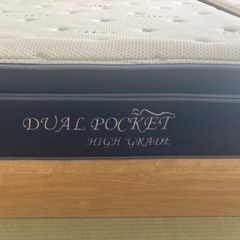 DUAL POCKET
HIGH GRADE